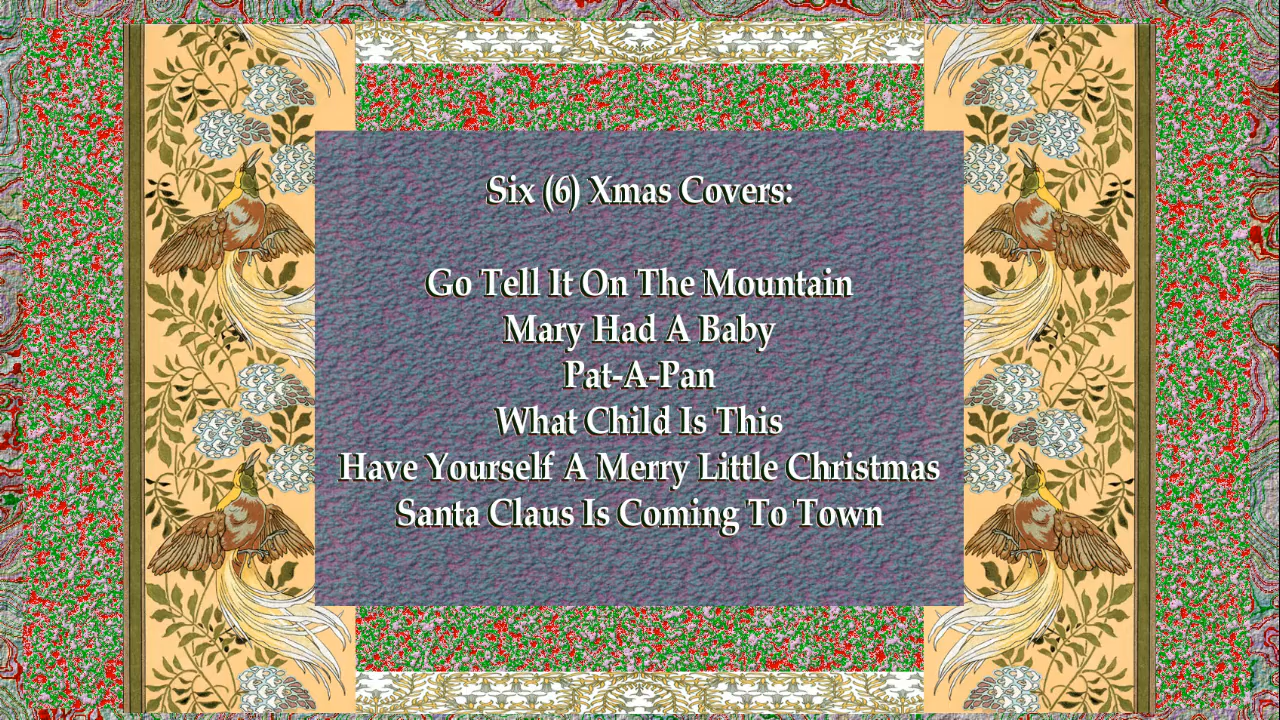 Six (6) Xmas Covers:
Go Tell It On The Mountain
Mary Had A Baby
Pat-A-Pan
What Child Is This
Have Yourself A Merry Little Christmas
Santa Claus Is Coming To Town